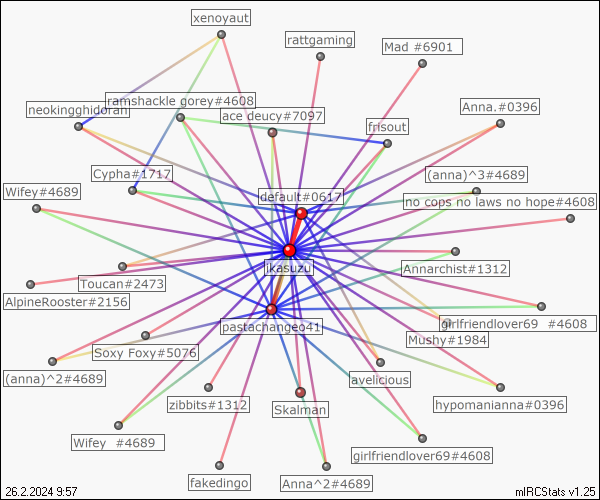 xenoyaut
rattgaming
Mad #6901
ramshackle gorey#4608
neokingghidorah
ace deucy#7097
Anna.#0396
frisout
Cypha#1717
(anna)^3#4689
Wifey#4689
default#0617
no cops no laws no hope#4608
jkasuzu
Annarchist#1312
Toucan#2473
AlpineRooster#2156
pastachangeo41
girlfriendlover69 #4608
Mushy#1984
Soxy Foxy#5076
(anna)^2#4689
avelicious
zibbits#1312
Skalman
hypomanianna#0396
Wifey #4689
girlfriendlover69#4608
fakedingo
Anna^2#4689
26.2.2024 9:57
mIRCStats v1.25